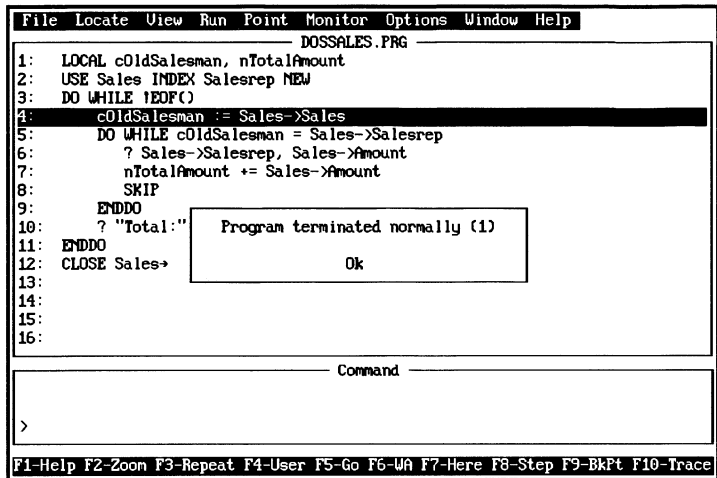 File Locate View Run Point Monitor Options Window Help
DOSSALES.PRG
1: LOCAL cOldSalesman, nTotalAmount
2: USE Sales INDEX Salesrep NEW
3: DO WHILE !EOF()
4: cOldSalesman := Sales->Sales
5: DO WHILE cOldSalesman = Sales->Salesrep
6: ? Sales->Salesrep, Sales->Amount
7: nTotalAmount += Sales->Amount
8: SKIP
9: ENDDO
10: ? "Total:"
11: ENDDO
12: CLOSE Sales→
13:
14:
15:
16:
Program terminated normally (1)
Ok
Command
>
F1-Help F2-Zoom F3-Repeat F4-User F5-Go F6-WA F7-Here F8-Step F9-BkPt F10-Trace